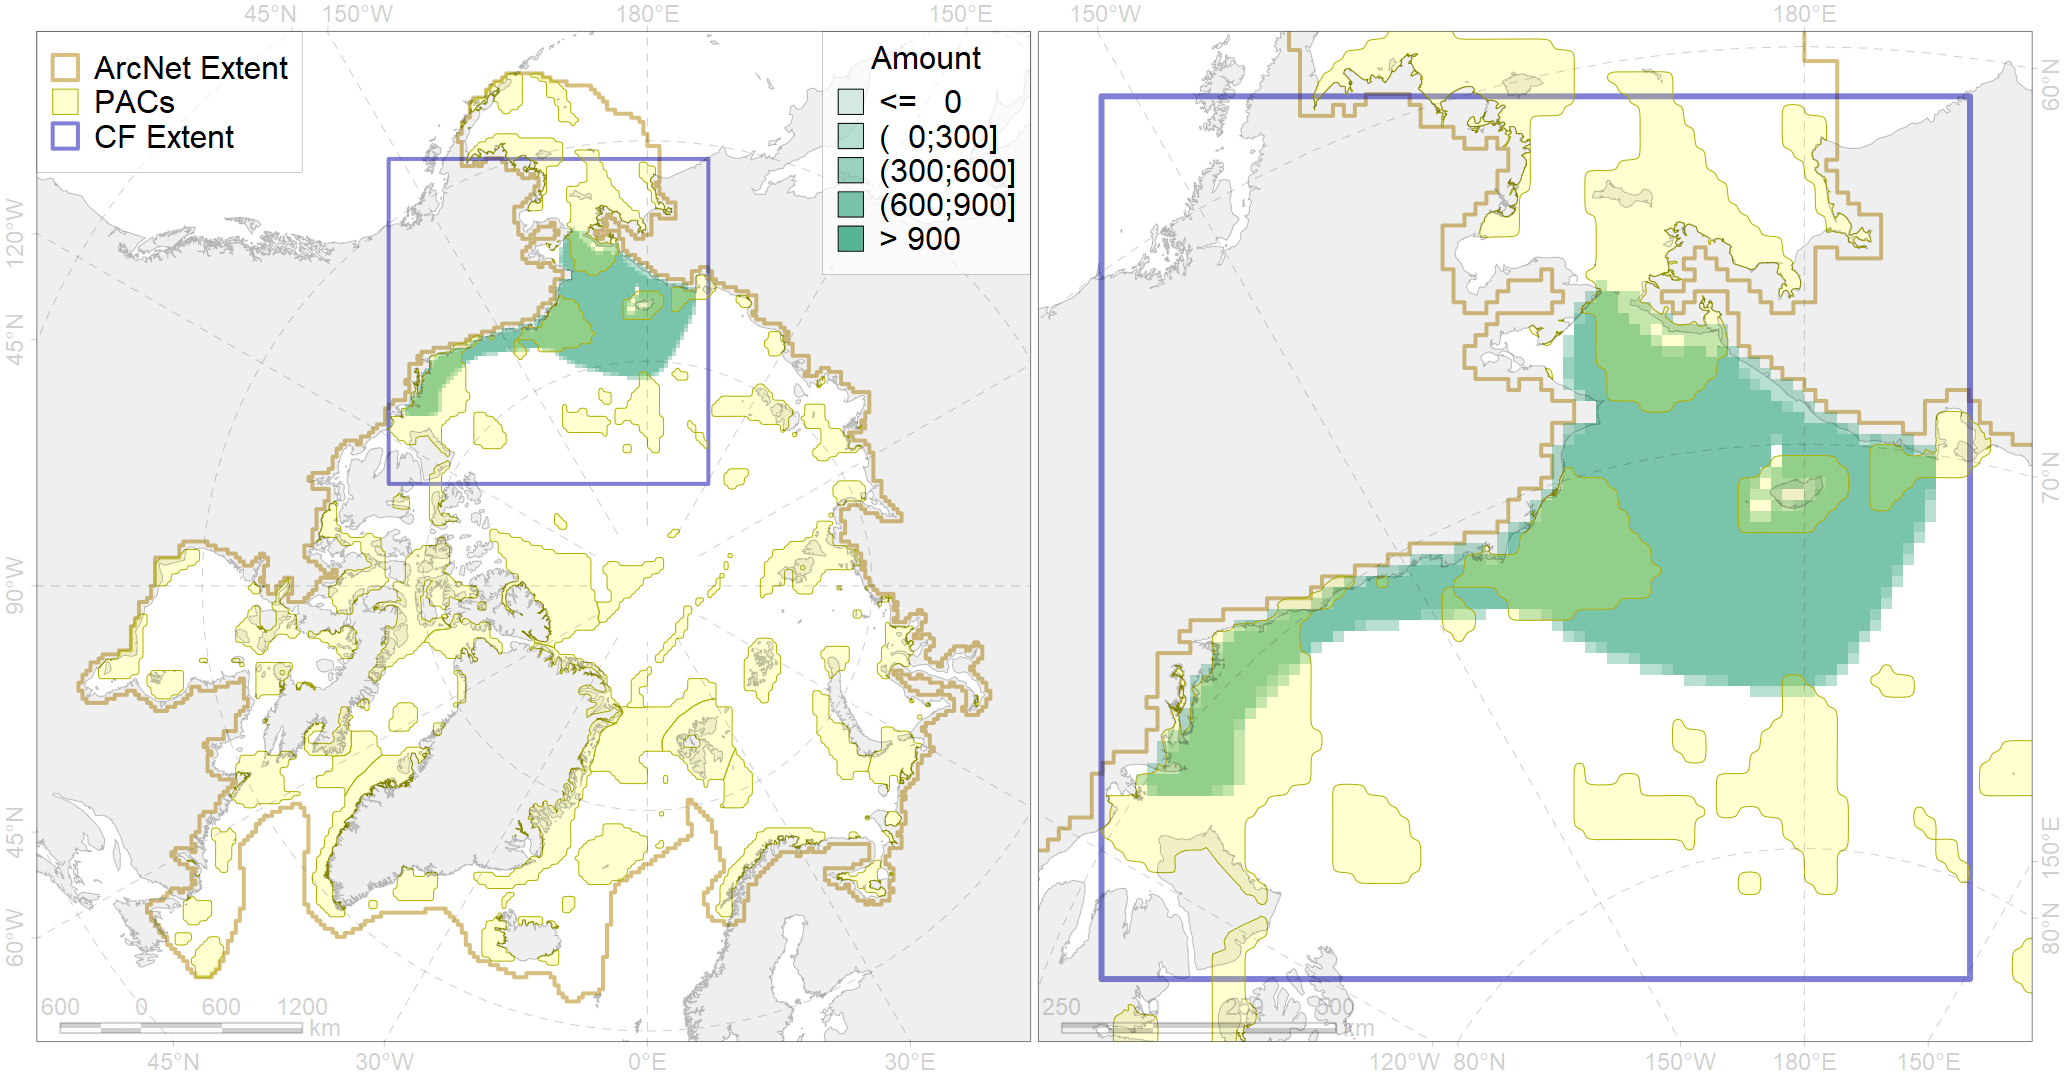 45°N 150°W 180°E 150°E 150°W 180°E
ArcNet Extent
PACs
CF Extent
Amount
<= 0
( 0;300]
(300;600]
(600;900]
> 900
120°W
45°N
90°W
45°N
60°W
60°N
70°N
150°E
80°N
600 0 600 1200
km
250 0 250 500
km
45°W 30°W 0°E 30°E 120°W 80°N 150°W 180°E 150°E